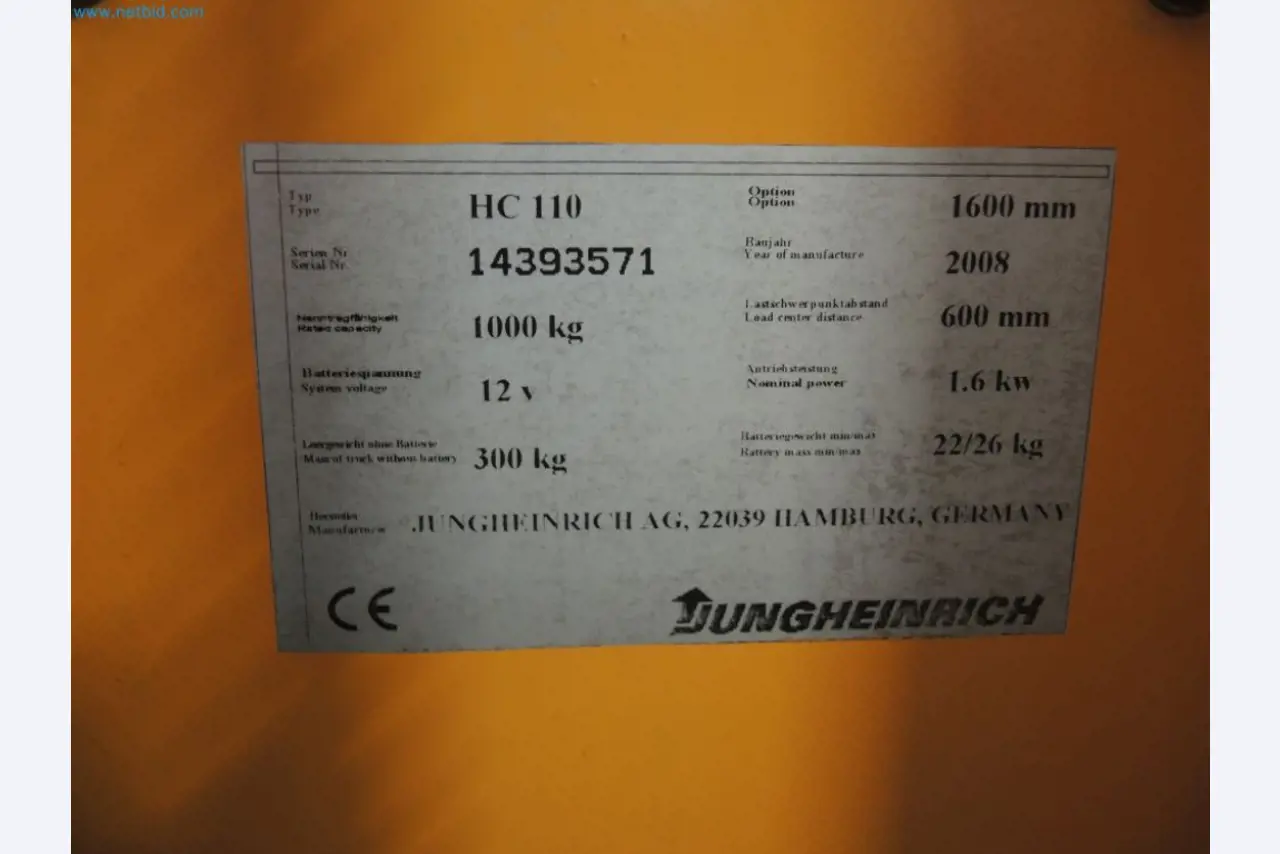 www.netbid.com
Typ
Type
HC 110
Option
Option
1600 mm
Serien Nr
Serial Nr.
14393571
Baujahr
Year of manufacture
2008
Nenntragfähigkeit
Rated capacity
1000 kg
Lastschwerpunktabstand
Load center distance
600 mm
Batteriespannung
System voltage
12 v
Antriebsleistung
Nominal power
1.6 kw
Leergewicht ohne Batterie
Mass of truck without battery
300 kg
Batteriegewicht min/max
Battery mass min/max
22/26 kg
Hersteller
Manufacturer
JUNGHEINRICH AG, 22039 HAMBURG, GERMANY
CE
JUNGHEINRICH